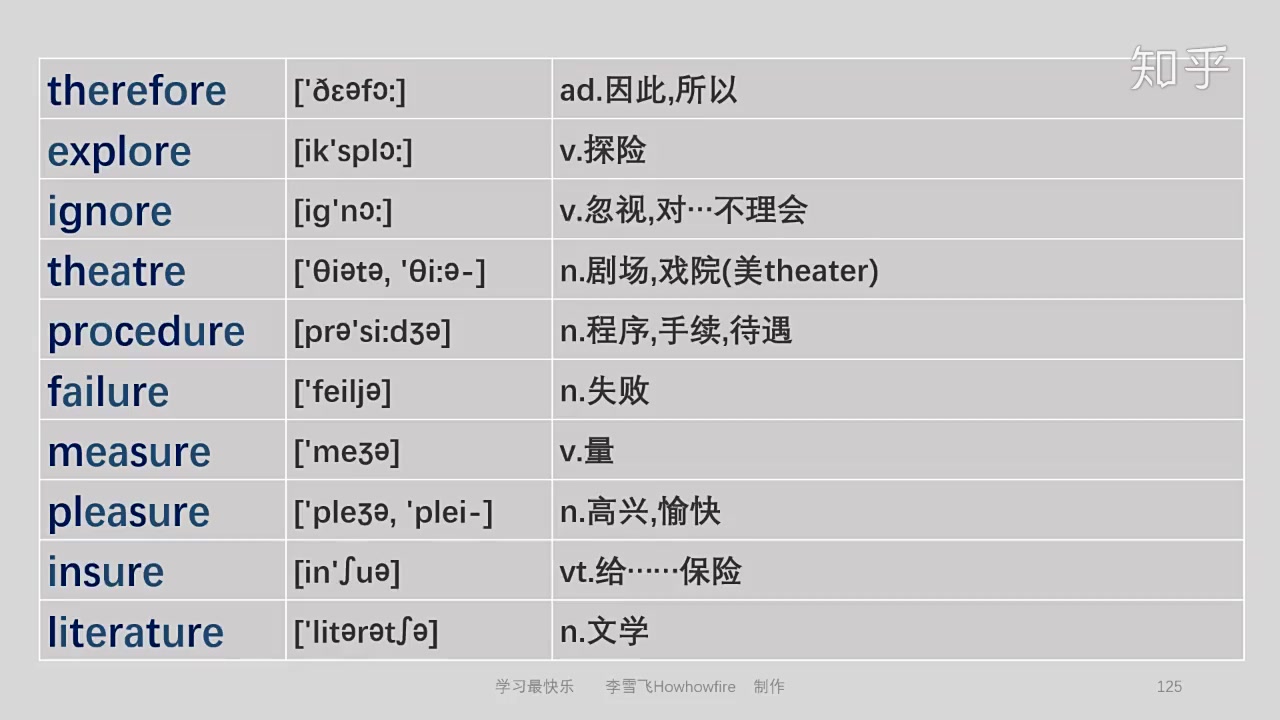 知乎
therefore ['ðɛəfɔ:] ad.因此,所以
explore [ik'splɔ:] v.探险
ignore [ig'nɔ:] v.忽视,对…不理会
theatre ['θiətə, 'θi:ə-] n.剧场,戏院(美theater)
procedure [prə'si:dʒə] n.程序,手续,待遇
failure ['feiljə] n.失败
measure ['meʒə] v.量
pleasure ['pleʒə, 'plei-] n.高兴,愉快
insure [in'ʃuə] vt.给……保险
literature ['litərətʃə] n.文学
学习最快乐 李雪飞Howhowfire 制作 125